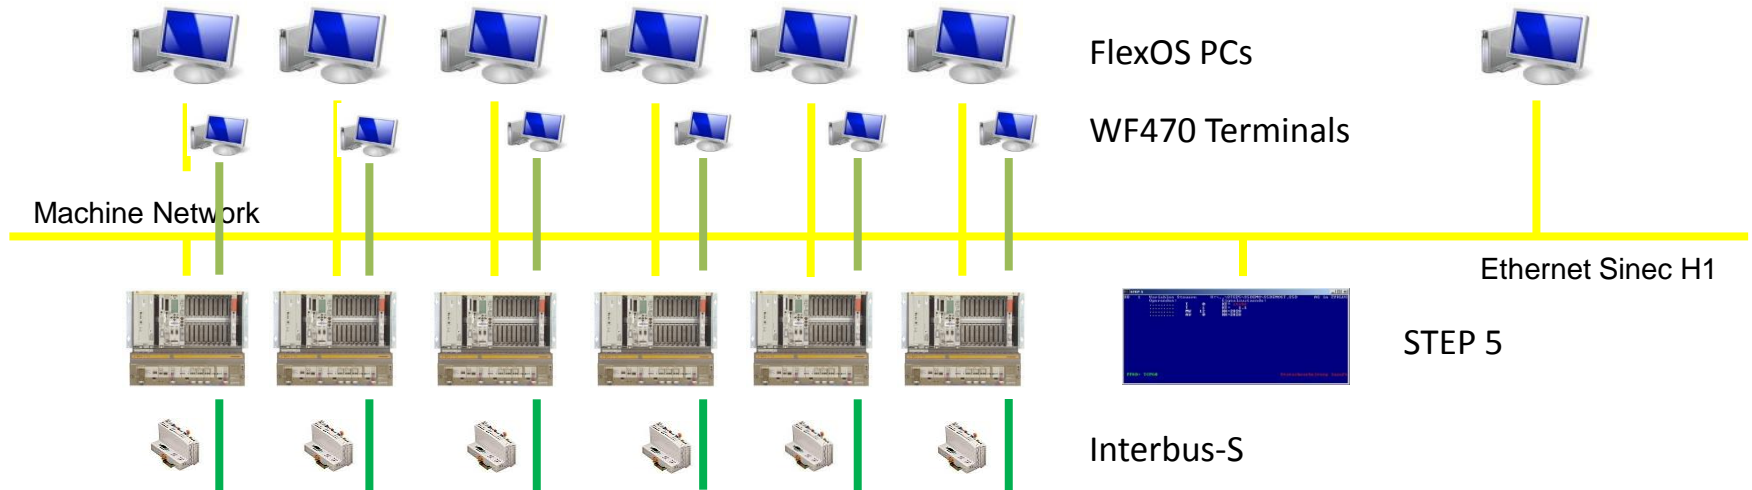 FlexOS PCs
WF470 Terminals
Machine Network
Ethernet Sinec H1
STEP 5
Interbus-S